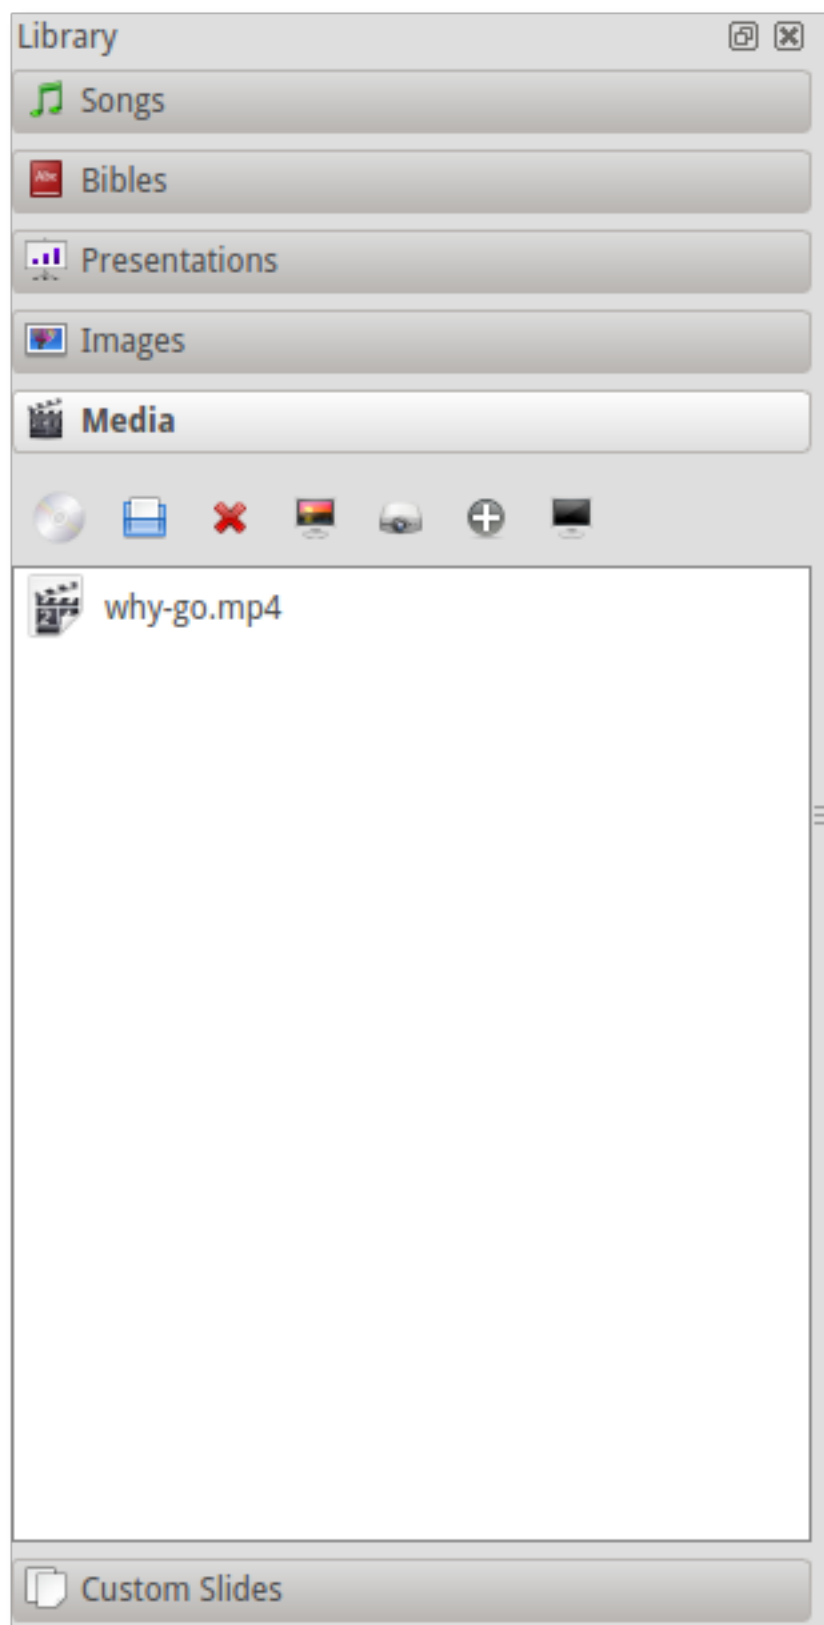 Library
Songs
Bibles
Presentations
Images
Media
why-go.mp4
Custom Slides